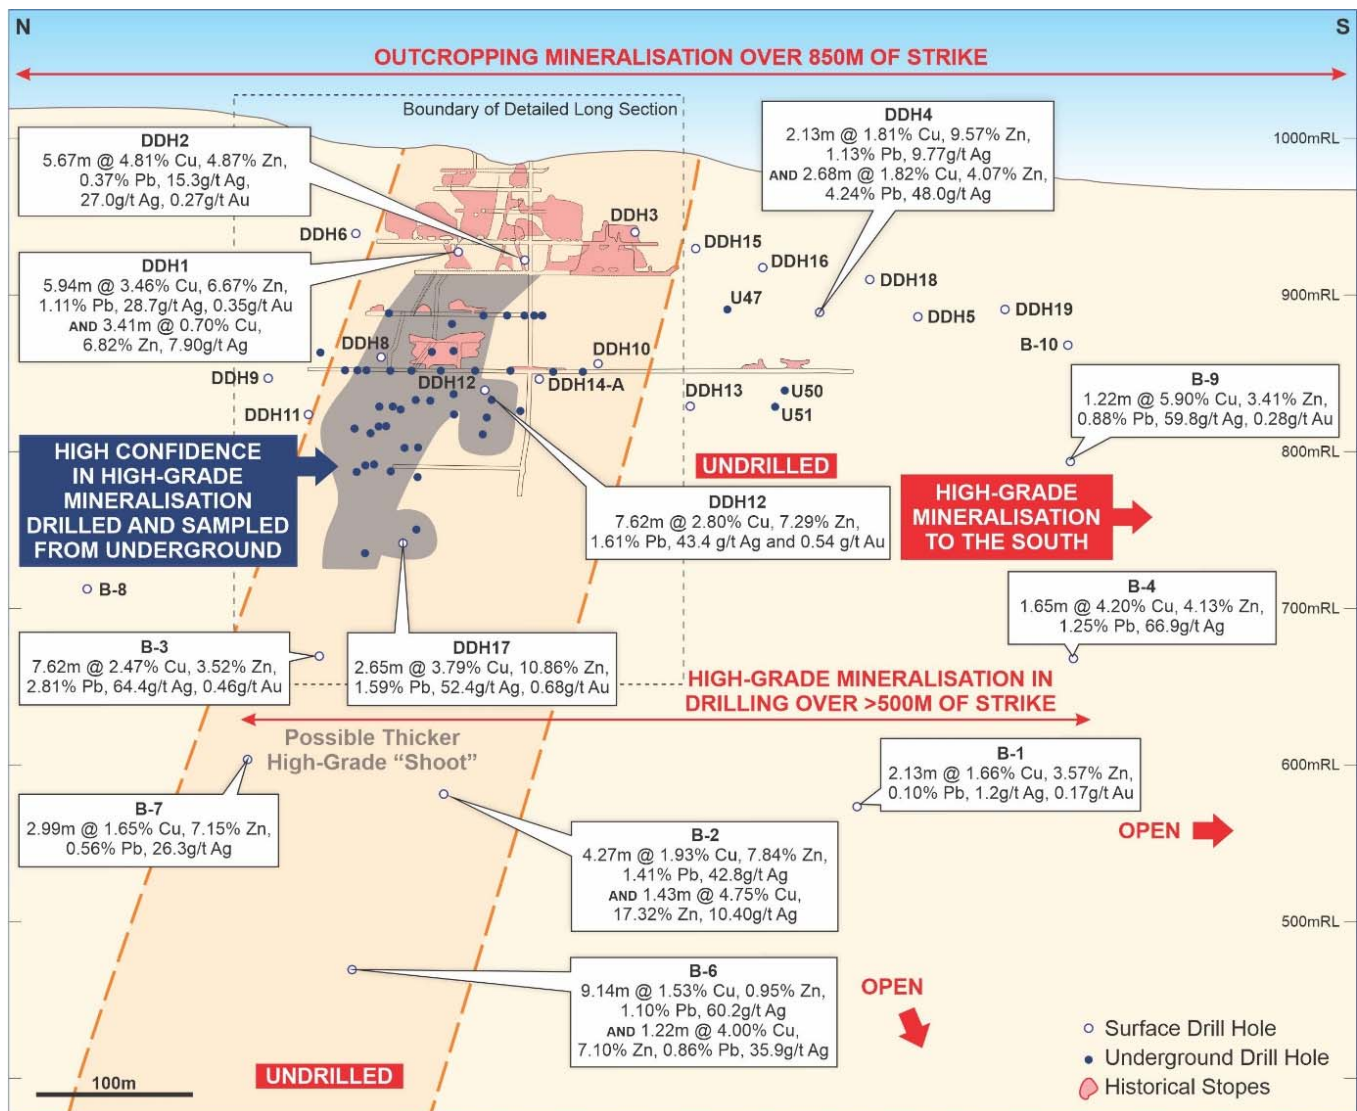 N
S
OUTCROPPING MINERALISATION OVER 850M OF STRIKE
Boundary of Detailed Long Section
1000mRL
900mRL
800mRL
700mRL
600mRL
500mRL
DDH2
5.67m @ 4.81% Cu, 4.87% Zn,
0.37% Pb, 15.3g/t Ag,
27.0g/t Ag, 0.27g/t Au
DDH4
2.13m @ 1.81% Cu, 9.57% Zn,
1.13% Pb, 9.77g/t Ag
AND 2.68m @ 1.82% Cu, 4.07% Zn,
4.24% Pb, 48.0g/t Ag
DDH6
DDH3
DDH15
DDH16
DDH18
DDH1
5.94m @ 3.46% Cu, 6.67% Zn,
1.11% Pb, 28.7g/t Ag, 0.35g/t Au
AND 3.41m @ 0.70% Cu,
6.82% Zn, 7.90g/t Ag
U47
DDH5
DDH19
B-10
DDH8
DDH10
DDH9
DDH12
DDH14-A
DDH13
U50
U51
DDH11
B-9
1.22m @ 5.90% Cu, 3.41% Zn,
0.88% Pb, 59.8g/t Ag, 0.28g/t Au
HIGH CONFIDENCE
IN HIGH-GRADE
MINERALISATION
DRILLED AND SAMPLED
FROM UNDERGROUND
UNDRILLED
DDH12
7.62m @ 2.80% Cu, 7.29% Zn,
1.61% Pb, 43.4 g/t Ag and 0.54 g/t Au
HIGH-GRADE
MINERALISATION
TO THE SOUTH
B-8
B-4
1.65m @ 4.20% Cu, 4.13% Zn,
1.25% Pb, 66.9g/t Ag
B-3
7.62m @ 2.47% Cu, 3.52% Zn,
2.81% Pb, 64.4g/t Ag, 0.46g/t Au
DDH17
2.65m @ 3.79% Cu, 10.86% Zn,
1.59% Pb, 52.4g/t Ag, 0.68g/t Au
HIGH-GRADE MINERALISATION IN
DRILLING OVER >500M OF STRIKE
Possible Thicker
High-Grade “Shoot”
B-1
2.13m @ 1.66% Cu, 3.57% Zn,
0.10% Pb, 1.2g/t Ag, 0.17g/t Au
B-7
2.99m @ 1.65% Cu, 7.15% Zn,
0.56% Pb, 26.3g/t Ag
B-2
4.27m @ 1.93% Cu, 7.84% Zn,
1.41% Pb, 42.8g/t Ag
AND 1.43m @ 4.75% Cu,
17.32% Zn, 10.40g/t Ag
OPEN
B-6
9.14m @ 1.53% Cu, 0.95% Zn,
1.10% Pb, 60.2g/t Ag
AND 1.22m @ 4.00% Cu,
7.10% Zn, 0.86% Pb, 35.9g/t Ag
OPEN
UNDRILLED
100m
Surface Drill Hole
Underground Drill Hole
Historical Stopes